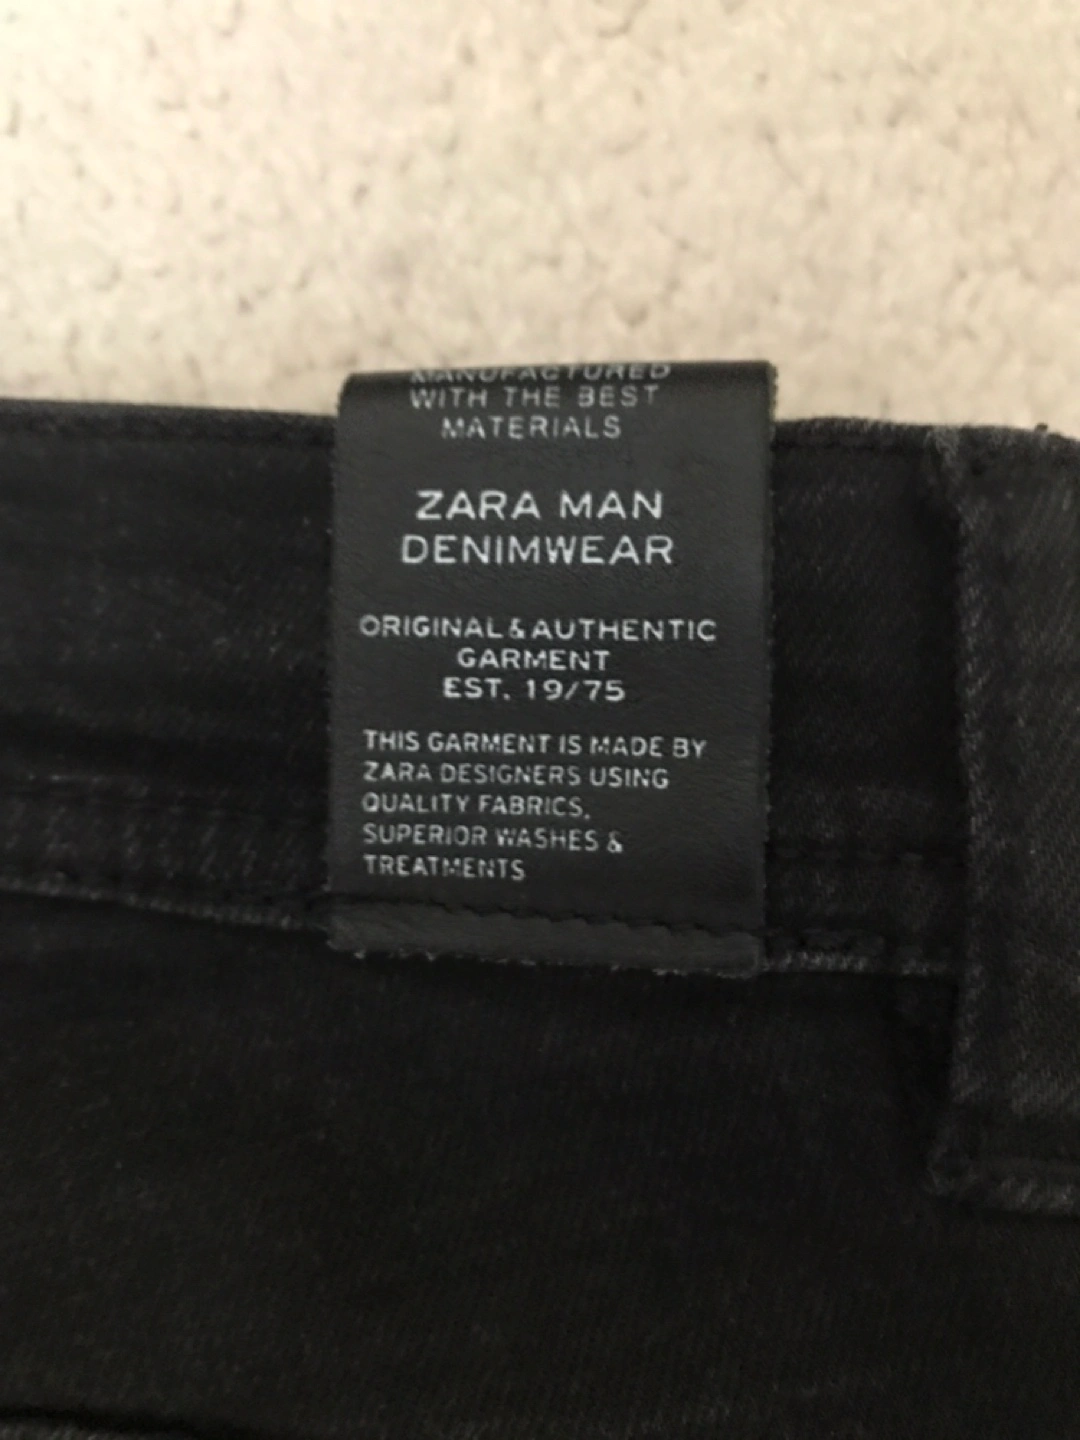 MANUFACTURED
WITH THE BEST
MATERIALS
ZARA MAN
DENIMWEAR
ORIGINAL & AUTHENTIC
GARMENT
EST. 19/75
THIS GARMENT IS MADE BY
ZARA DESIGNERS USING
QUALITY FABRICS,
SUPERIOR WASHES &
TREATMENTS